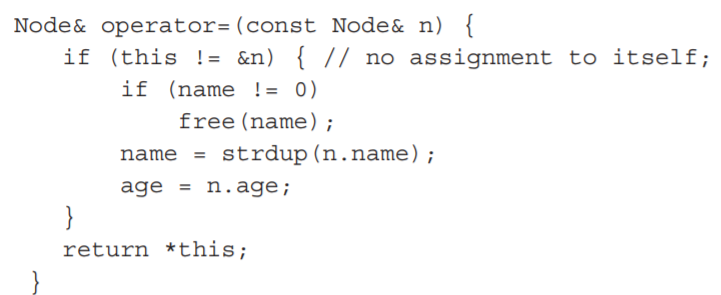 Node& operator=(const Node& n) {
if (this != &n) { // no assignment to itself;
if (name != 0)
free(name);
name = strdup(n.name);
age = n.age;
}
return *this;
}